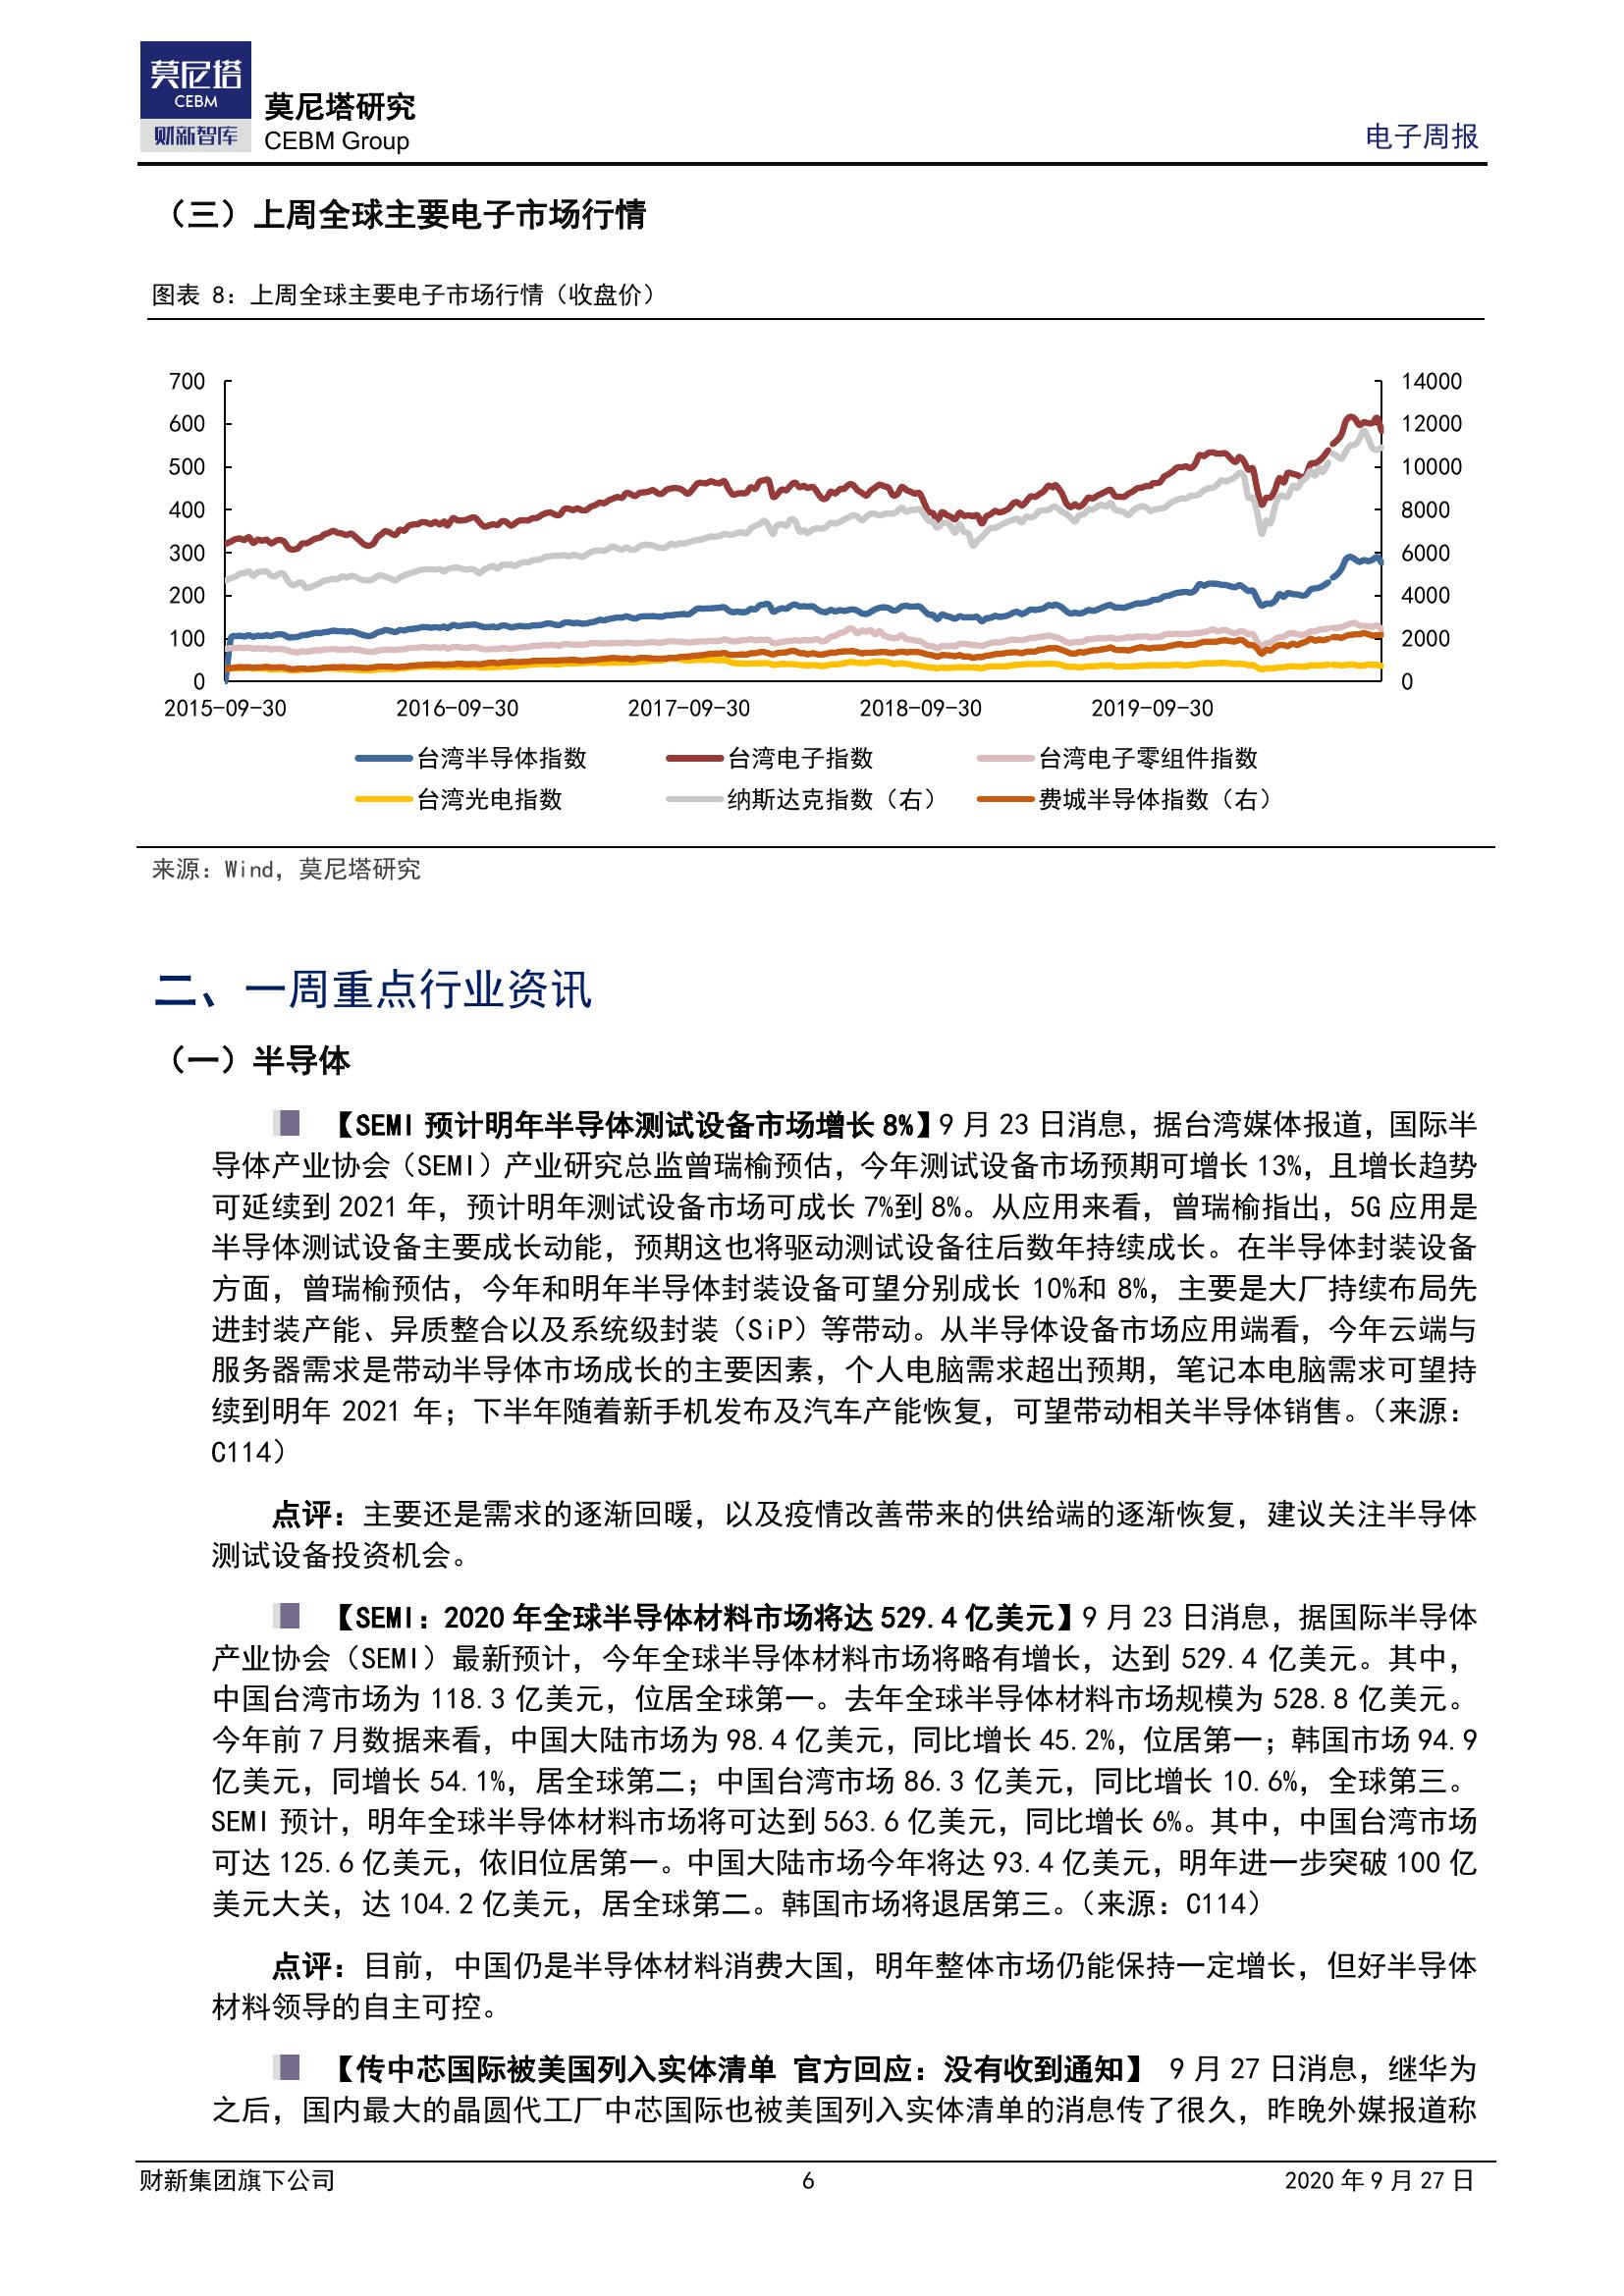 莫尼塔
CEBM
财新智库
莫尼塔研究
CEBM Group
电子周报
（三）上周全球主要电子市场行情
图表 8：上周全球主要电子市场行情（收盘价）
700
600
500
400
300
200
100
0
14000
12000
10000
8000
6000
4000
2000
0
2015-09-30 2016-09-30 2017-09-30 2018-09-30 2019-09-30
台湾半导体指数 台湾电子指数 台湾电子零组件指数
台湾光电指数 纳斯达克指数（右） 费城半导体指数（右）
来源：Wind，莫尼塔研究
二、一周重点行业资讯
（一）半导体
【SEMI 预计明年半导体测试设备市场增长 8%】9 月 23 日消息，据台湾媒体报道，国际半
导体产业协会（SEMI）产业研究总监曾瑞榆预估，今年测试设备市场预期可增长 13%，且增长趋势
可延续到 2021 年，预计明年测试设备市场可成长 7%到 8%。从应用来看，曾瑞榆指出，5G 应用是
半导体测试设备主要成长动能，预期这也将驱动测试设备往后数年持续成长。在半导体封装设备
方面，曾瑞榆预估，今年和明年半导体封装设备可望分别成长 10%和 8%，主要是大厂持续布局先
进封装产能、异质整合以及系统级封装（SiP）等带动。从半导体设备市场应用端看，今年云端与
服务器需求是带动半导体市场成长的主要因素，个人电脑需求超出预期，笔记本电脑需求可望持
续到明年 2021 年；下半年随着新手机发布及汽车产能恢复，可望带动相关半导体销售。（来源：
C114）
点评：主要还是需求的逐渐回暖，以及疫情改善带来的供给端的逐渐恢复，建议关注半导体
测试设备投资机会。
【SEMI：2020 年全球半导体材料市场将达 529.4 亿美元】9 月 23 日消息，据国际半导体
产业协会（SEMI）最新预计，今年全球半导体材料市场将略有增长，达到 529.4 亿美元。其中，
中国台湾市场为 118.3 亿美元，位居全球第一。去年全球半导体材料市场规模为 528.8 亿美元。
今年前 7 月数据来看，中国大陆市场为 98.4 亿美元，同比增长 45.2%，位居第一；韩国市场 94.9
亿美元，同增长 54.1%，居全球第二；中国台湾市场 86.3 亿美元，同比增长 10.6%，全球第三。
SEMI 预计，明年全球半导体材料市场将可达到 563.6 亿美元，同比增长 6%。其中，中国台湾市场
可达 125.6 亿美元，依旧位居第一。中国大陆市场今年将达 93.4 亿美元，明年进一步突破 100 亿
美元大关，达 104.2 亿美元，居全球第二。韩国市场将退居第三。（来源：C114）
点评：目前，中国仍是半导体材料消费大国，明年整体市场仍能保持一定增长，但好半导体
材料领导的自主可控。
【传中芯国际被美国列入实体清单 官方回应：没有收到通知】 9 月 27 日消息，继华为
之后，国内最大的晶圆代工厂中芯国际也被美国列入实体清单的消息传了很久，昨晚外媒报道称
财新集团旗下公司 6 2020 年 9 月 27 日